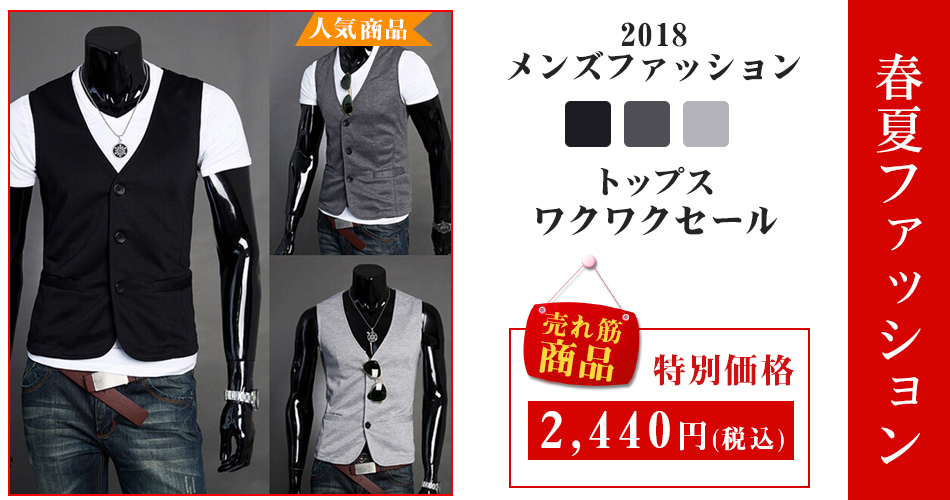 人気商品
2018
メンズファッション
トップス
ワクワクセール
売れ筋
商品
特別価格
2,440円(税込)
春夏ファッション